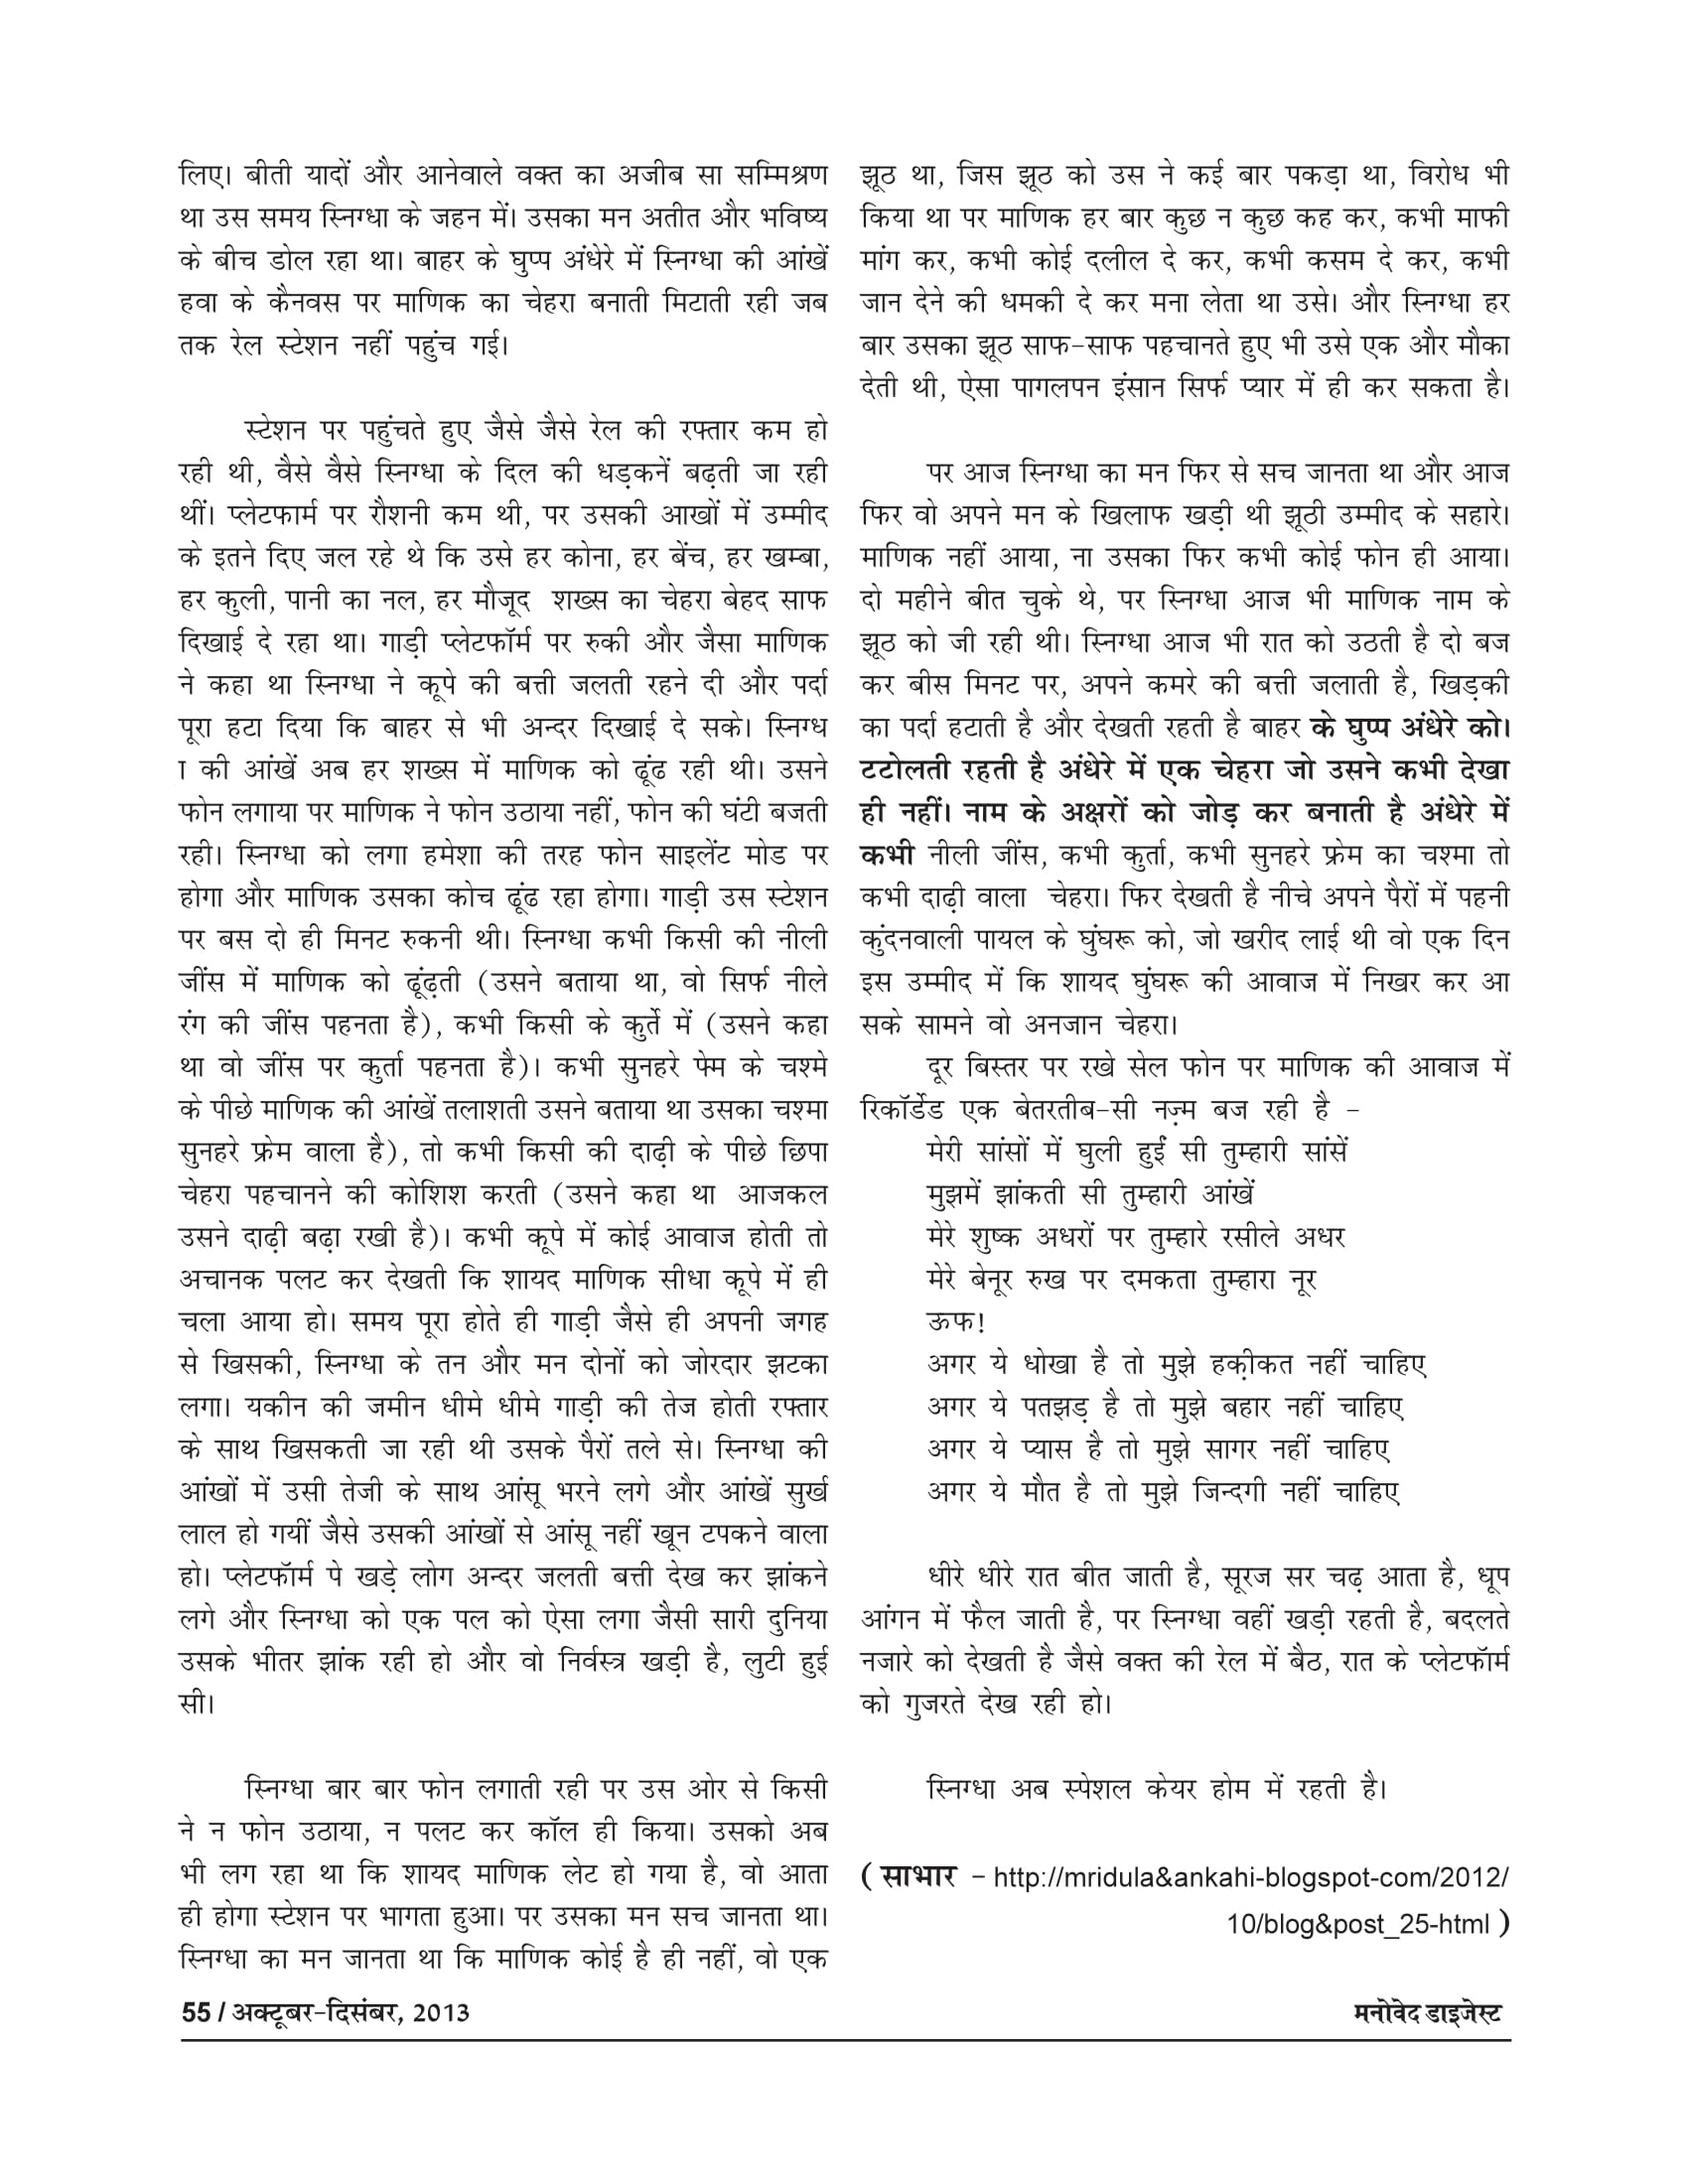 लिए। बीती यादों और आनेवाले वक्त का अजीब सा सम्मिश्रण
था उस समय स्निग्धा के जहन में। उसका मन अतीत और भविष्य
के बीच डोल रहा था। बाहर के घुप्प अंधेरे में स्निग्धा की आंखें
हवा के कैनवस पर माणिक का चेहरा बनाती मिटाती रही जब
तक रेल स्टेशन नहीं पहुंच गई।
स्टेशन पर पहुंचते हुए जैसे जैसे रेल की रफ्तार कम हो
रही थी, वैसे वैसे स्निग्धा के दिल की धड़कनें बढ़ती जा रही
थीं। प्लेटफार्म पर रौशनी कम थी, पर उसकी आखों में उम्मीद
के इतने दिए जल रहे थे कि उसे हर कोना, हर बेंच, हर खम्बा,
हर कुली, पानी का नल, हर मौजूद शख्स का चेहरा बेहद साफ
दिखाई दे रहा था। गाड़ी प्लेटफॉर्म पर रुकी और जैसा माणिक
ने कहा था स्निग्धा ने कूपे की बत्ती जलती रहने दी और पर्दा
पूरा हटा दिया कि बाहर से भी अन्दर दिखाई दे सके। स्निग्ध
ा की आंखें अब हर शख्स में माणिक को ढूंढ रही थी। उसने
फोन लगाया पर माणिक ने फोन उठाया नहीं, फोन की घंटी बजती
रही। स्निग्धा को लगा हमेशा की तरह फोन साइलेंट मोड पर
होगा और माणिक उसका कोच ढूंढ रहा होगा। गाड़ी उस स्टेशन
पर बस दो ही मिनट रुकनी थी। स्निग्धा कभी किसी की नीली
जींस में माणिक को ढूंढ़ती (उसने बताया था, वो सिर्फ नीले
रंग की जींस पहनता है), कभी किसी के कुर्ते में (उसने कहा
था वो जींस पर कुर्ता पहनता है)। कभी सुनहरे फ्मे के चश्मे
के पीछे माणिक की आंखें तलाशती उसने बताया था उसका चश्मा
सुनहरे फ्रेम वाला है), तो कभी किसी की दाढ़ी के पीछे छिपा
चेहरा पहचानने की कोशिश करती (उसने कहा था आजकल
उसने दाढ़ी बढ़ा रखी है)। कभी कूपे में कोई आवाज होती तो
अचानक पलट कर देखती कि शायद माणिक सीधा कूपे में ही
चला आया हो। समय पूरा होते ही गाड़ी जैसे ही अपनी जगह
से खिसकी, स्निग्धा के तन और मन दोनों को जोरदार झटका
लगा। यकीन की जमीन धीमे धीमे गाड़ी की तेज होती रफ्तार
के साथ खिसकती जा रही थी उसके पैरों तले से। स्निग्धा की
आंखों में उसी तेजी के साथ आंसू भरने लगे और आंखें सुर्ख
लाल हो गयीं जैसे उसकी आंखों से आंसू नहीं खून टपकने वाला
हो। प्लेटफॉर्म पे खड़े लोग अन्दर जलती बत्ती देख कर झांकने
लगे और स्निग्धा को एक पल को ऐसा लगा जैसी सारी दुनिया
उसके भीतर झांक रही हो और वो निर्वस्त्र खड़ी है, लुटी हुई
सी।
स्निग्धा बार बार फोन लगाती रही पर उस ओर से किसी
ने न फोन उठाया, न पलट कर कॉल ही किया। उसको अब
भी लग रहा था कि शायद माणिक लेट हो गया है, वो आता
ही होगा स्टेशन पर भागता हुआ। पर उसका मन सच जानता था।
स्निग्धा का मन जानता था कि माणिक कोई है ही नहीं, वो एक
झूठ था, जिस झूठ को उस ने कई बार पकड़ा था, विरोध भी
किया था पर माणिक हर बार कुछ न कुछ कह कर, कभी माफी
मांग कर, कभी कोई दलील दे कर, कभी कसम दे कर, कभी
जान देने की धमकी दे कर मना लेता था उसे। और स्निग्धा हर
बार उसका झूठ साफ-साफ पहचानते हुए भी उसे एक और मौका
देती थी, ऐसा पागलपन इंसान सिर्फ प्यार में ही कर सकता है।
पर आज स्निग्धा का मन फिर से सच जानता था और आज
फिर वो अपने मन के खिलाफ खड़ी थी झूठी उम्मीद के सहारे।
माणिक नहीं आया, ना उसका फिर कभी कोई फोन ही आया।
दो महीने बीत चुके थे, पर स्निग्धा आज भी माणिक नाम के
झूठ को जी रही थी। स्निग्धा आज भी रात को उठती है दो बज
कर बीस मिनट पर, अपने कमरे की बत्ती जलाती है, खिड़की
का पर्दा हटाती है और देखती रहती है बाहर के घुप्प अंधेरे को।
टटोलती रहती है अंधेरे में एक चेहरा जो उसने कभी देखा
ही नहीं। नाम के अक्षरों को जोड़ कर बनाती है अंधेरे में
कभी नीली जींस, कभी कुर्ता, कभी सुनहरे फ्रेम का चश्मा तो
कभी दाढ़ी वाला चेहरा। फिर देखती है नीचे अपने पैरों में पहनी
कुंदनवाली पायल के घुंघरू को, जो खरीद लाई थी वो एक दिन
इस उम्मीद में कि शायद घुंघरू की आवाज में निखर कर आ
सके सामने वो अनजान चेहरा।
दूर बिस्तर पर रखे सेल फोन पर माणिक की आवाज में
रिकॉर्डेड एक बेतरतीब-सी नज़्म बज रही है -
मेरी सांसों में घुली हुईं सी तुम्हारी सांसें
मुझमें झांकती सी तुम्हारी आंखें
मेरे शुष्क अधरों पर तुम्हारे रसीले अधर
मेरे बेनूर रुख पर दमकता तुम्हारा नूर
ऊफ!
अगर ये धोखा है तो मुझे हक़ीकत नहीं चाहिए
अगर ये पतझड़ है तो मुझे बहार नहीं चाहिए
अगर ये प्यास है तो मुझे सागर नहीं चाहिए
अगर ये मौत है तो मुझे जिन्दगी नहीं चाहिए
धीरे धीरे रात बीत जाती है, सूरज सर चढ़ आता है, धूप
आंगन में फैल जाती है, पर स्निग्धा वहीं खड़ी रहती है, बदलते
नजारे को देखती है जैसे वक्त की रेल में बैठ, रात के प्लेटफॉर्म
को गुजरते देख रही हो।
स्निग्धा अब स्पेशल केयर होम में रहती है।
( साभार - http://mridula&ankahi-blogspot-com/2012/
10/blog&post_25-html )
55 / अक्टूबर-दिसंबर, 2013
मनोवेद डाइजेस्ट